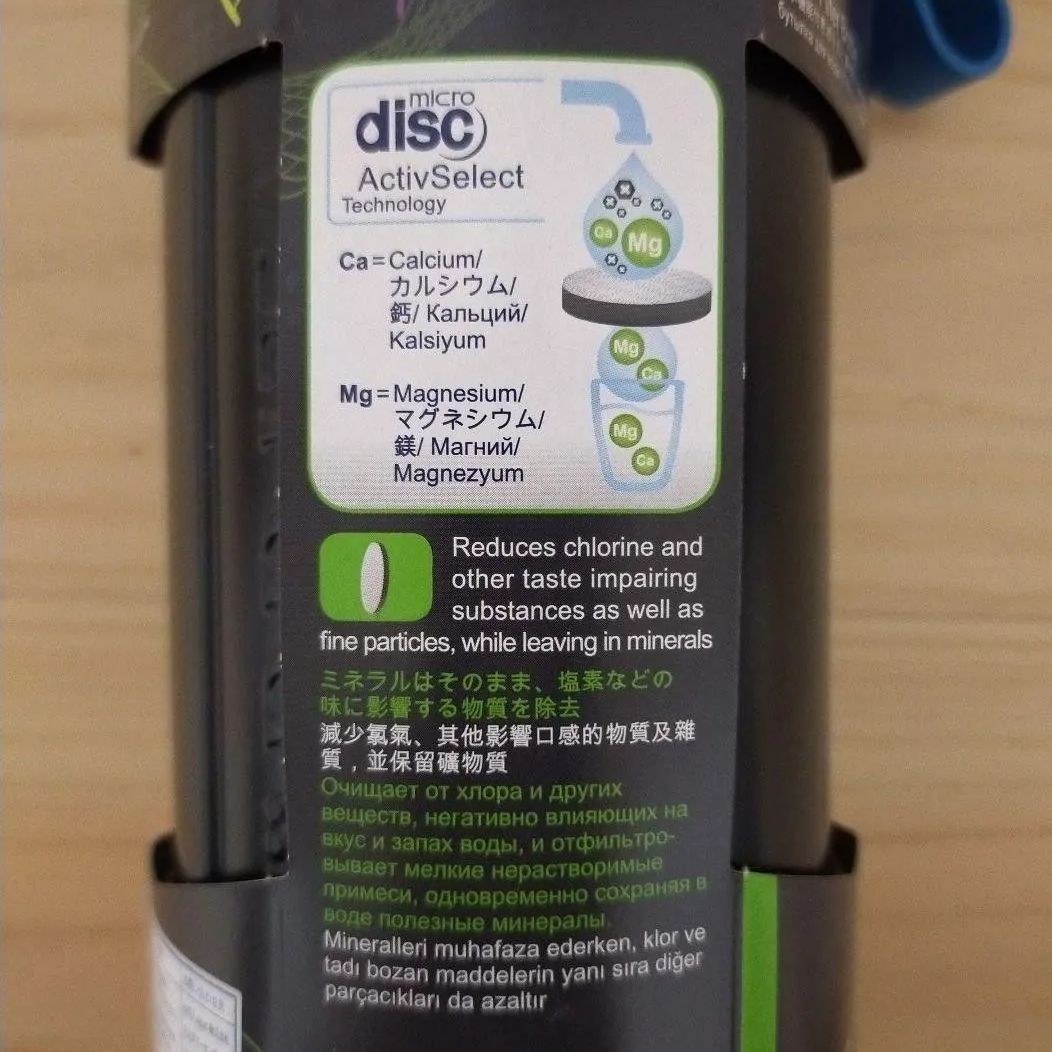 micro
disc
ActivSelect
Technology
Ca=Calcium/
カルシウム/
鈣/ Кальций/
Kalsiyum
Mg=Magnesium/
マグネシウム/
鎂/ Магний/
Magnezyum
Ca
Mg
Mg
Ca
Mg
Ca
Reduces chlorine and
other taste impairing
substances as well as
fine particles, while leaving in minerals
ミネラルはそのまま、塩素などの
味に影響する物質を除去
減少氯氣、其他影響口感的物質及雜
質，並保留礦物質
Очищает от хлора и других
веществ, негативно влияющих на
вкус и запах воды, и отфильтро-
вывает мелкие нерастворимые
примеси, одновременно сохраняя в
воде полезные минералы.
Mineralleri muhafaza ederken, klor ve
tadı bozan maddelerin yanı sıra diğer
parçacıkları da azaltır